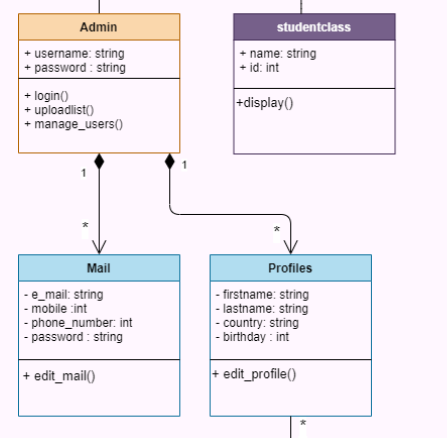 Admin
+ username: string
+ password : string
+ login()
+ uploadlist()
+ manage_users()
studentclass
+ name: string
+ id: int
+display()
1
1
*
*
Mail
- e_mail: string
- mobile :int
- phone_number: int
- password : string
+ edit_mail()
Profiles
- firstname: string
- lastname: string
- country: string
- birthday : int
+ edit_profile()
*